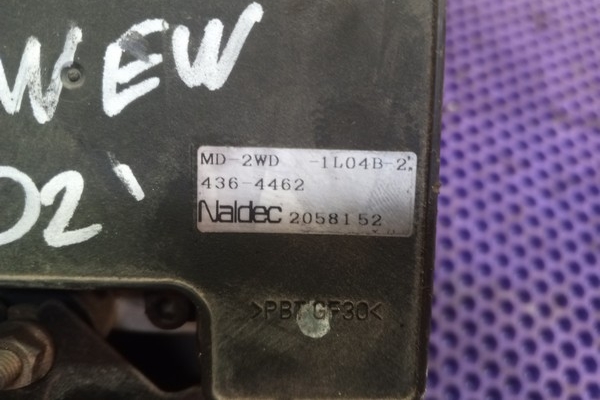 WEW
02'
MD-2WD -1L04B-2
436-4462
Naldec 2058152
>PBT GF30<